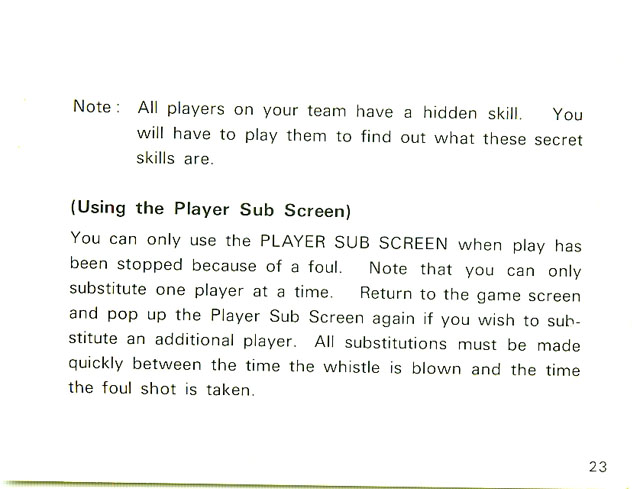 Note : All players on your team have a hidden skill. You
will have to play them to find out what these secret
skills are.
(Using the Player Sub Screen)
You can only use the PLAYER SUB SCREEN when play has
been stopped because of a foul. Note that you can only
substitute one player at a time. Return to the game screen
and pop up the Player Sub Screen again if you wish to sub-
stitute an additional player. All substitutions must be made
quickly between the time the whistle is blown and the time
the foul shot is taken.
23